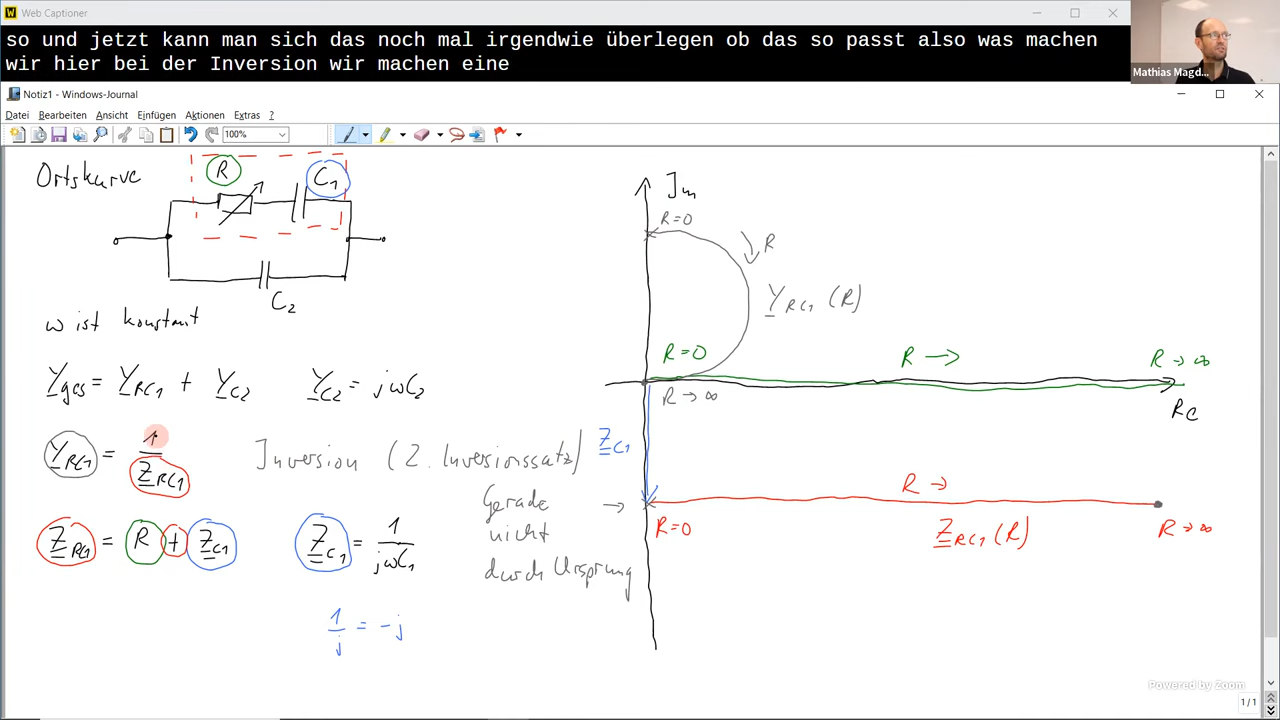 Web Captioner
so und jetzt kann man sich das noch mal irgendwie überlegen ob das so passt also was machen
wir hier bei der Inversion wir machen eine
Mathias Magd...
Notiz1 - Windows-Journal
Datei Bearbeiten Ansicht Einfügen Aktionen Extras ?
100%
Ortskurve
R
C1
C2
ω ist konstant
Yges = YRC1 + YC2 YC2 = jωC2
YRC1 = 1 / ZRC1
Inversion (2. Inversionssatz)
Gerade →
nicht
durch Ursprung
ZRC1 = R + ZC1 ZC1 = 1 / jωC1
1 / j = -j
Im
R=0
R
YRC1 (R)
R=0 R → R→∞
R→∞
Re
ZC1
R →
R=0 ZRC1 (R) R→∞
Powered by Zoom
1 / 1